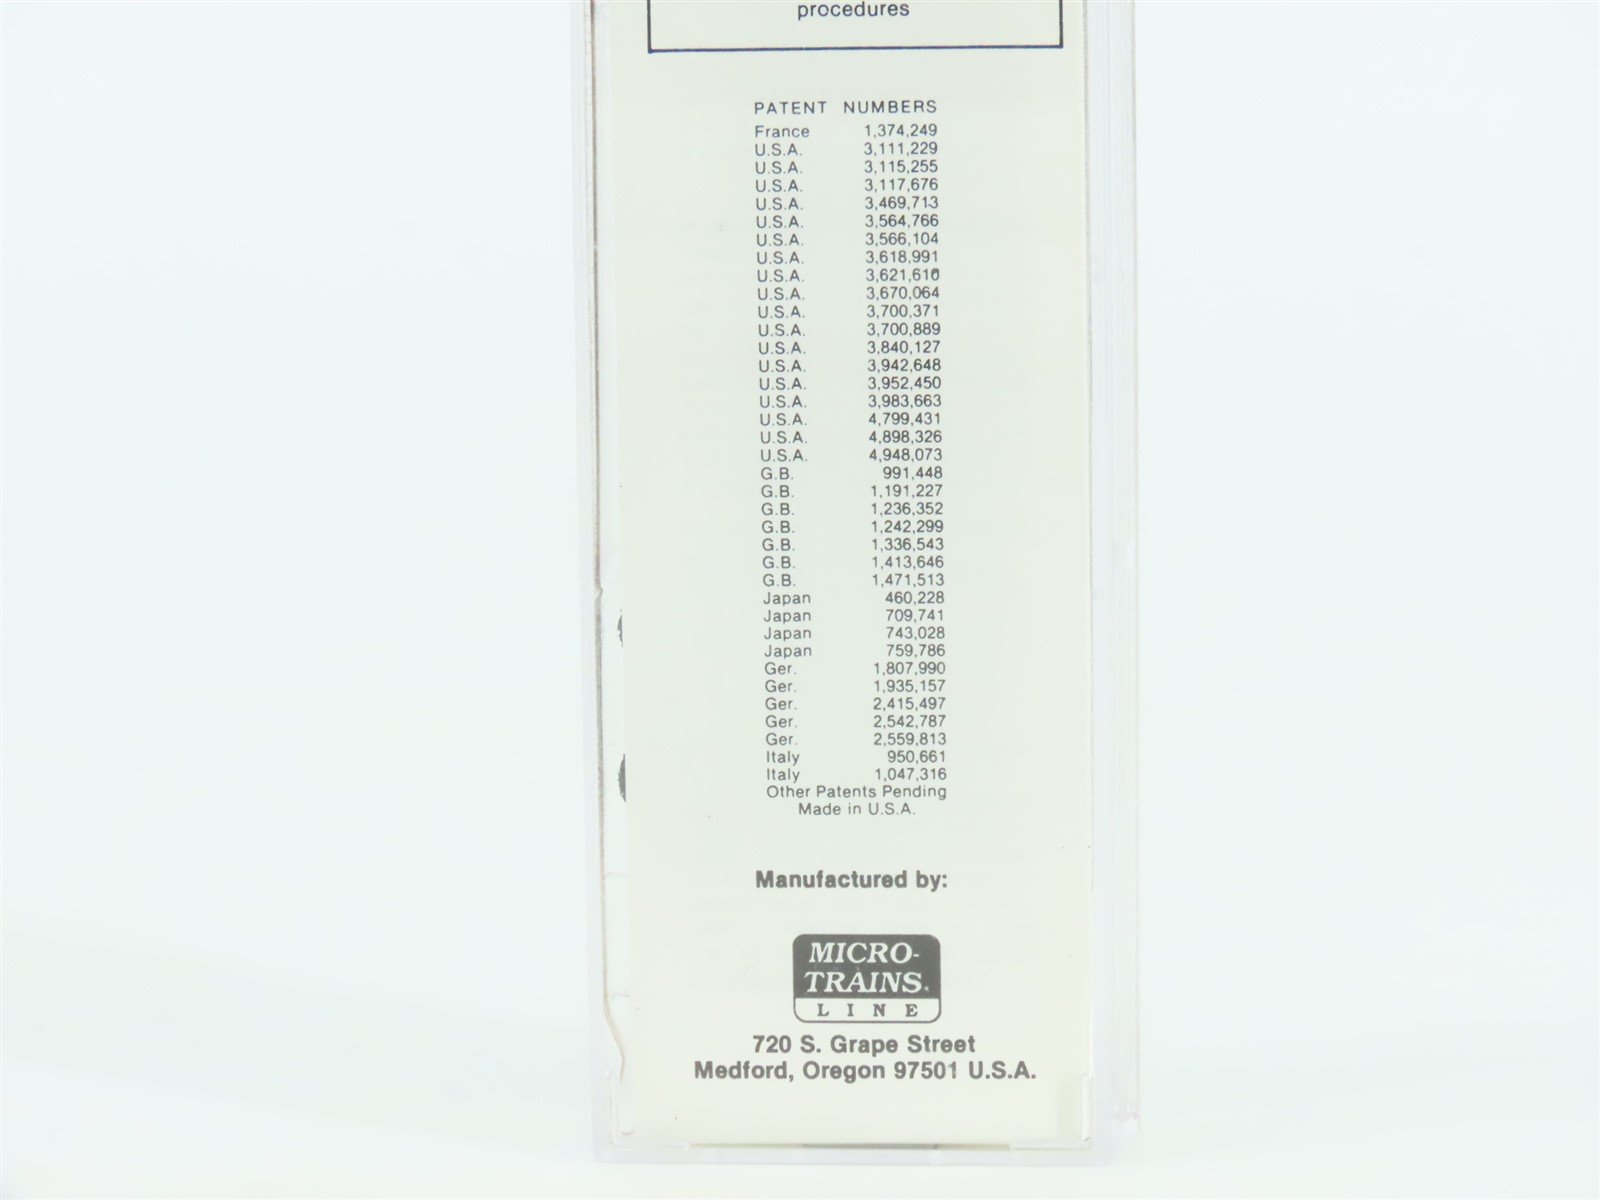 procedures
PATENT NUMBERS
France 1,374,249
U.S.A. 3,111,229
U.S.A. 3,115,255
U.S.A. 3,117,676
U.S.A. 3,469,713
U.S.A. 3,564,766
U.S.A. 3,566,104
U.S.A. 3,618,991
U.S.A. 3,621,610
U.S.A. 3,670,064
U.S.A. 3,700,371
U.S.A. 3,700,889
U.S.A. 3,840,127
U.S.A. 3,942,648
U.S.A. 3,952,450
U.S.A. 3,983,663
U.S.A. 4,799,431
U.S.A. 4,898,326
U.S.A. 4,948,073
G.B. 991,448
G.B. 1,191,227
G.B. 1,236,352
G.B. 1,242,299
G.B. 1,336,543
G.B. 1,413,646
G.B. 1,471,513
Japan 460,228
Japan 709,741
Japan 743,028
Japan 759,786
Ger. 1,807,990
Ger. 1,935,157
Ger. 2,415,497
Ger. 2,542,787
Ger. 2,559,813
Italy 950,661
Italy 1,047,316
Other Patents Pending
Made in U.S.A.
Manufactured by:
MICRO-
TRAINS.
LINE
720 S. Grape Street
Medford, Oregon 97501 U.S.A.